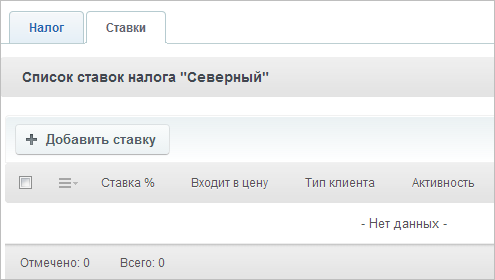 Налог Ставки
Список ставок налога "Северный"
Добавить ставку
Ставка % Входит в цену Тип клиента Активность
- Нет данных -
Отмечено: 0 Всего: 0